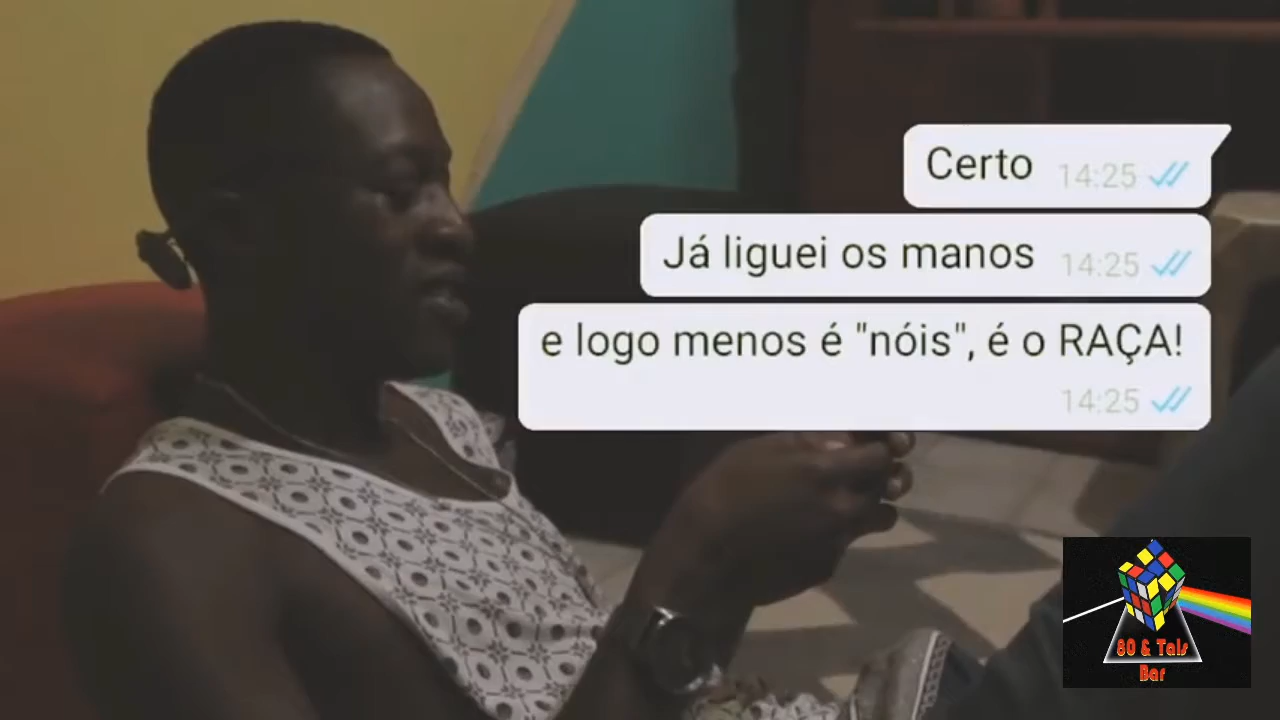 Certo 14:25
Já liguei os manos 14:25
e logo menos é "nóis", é o RAÇA!
14:25
80 & Tals
Bar